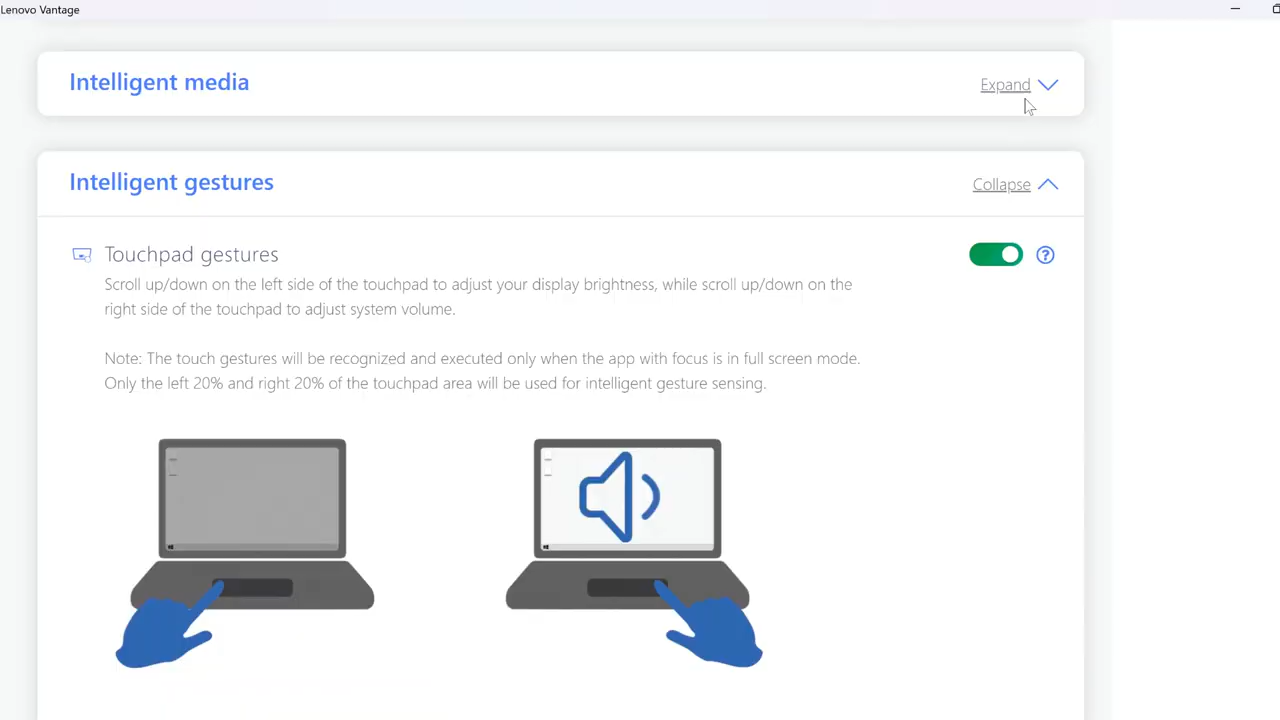 Lenovo Vantage
Intelligent media
Expand
Intelligent gestures
Collapse
Touchpad gestures
Scroll up/down on the left side of the touchpad to adjust your display brightness, while scroll up/down on the
right side of the touchpad to adjust system volume.
Note: The touch gestures will be recognized and executed only when the app with focus is in full screen mode.
Only the left 20% and right 20% of the touchpad area will be used for intelligent gesture sensing.